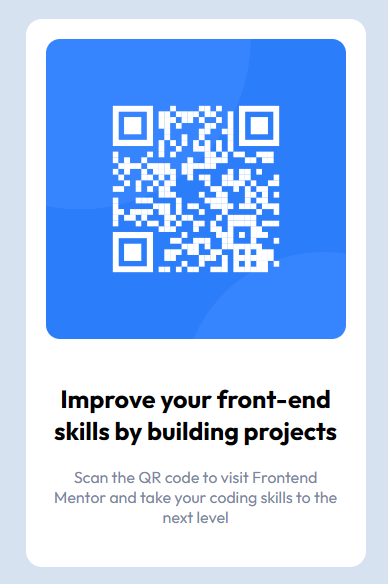 Improve your front-end
skills by building projects
Scan the QR code to visit Frontend
Mentor and take your coding skills to the
next level